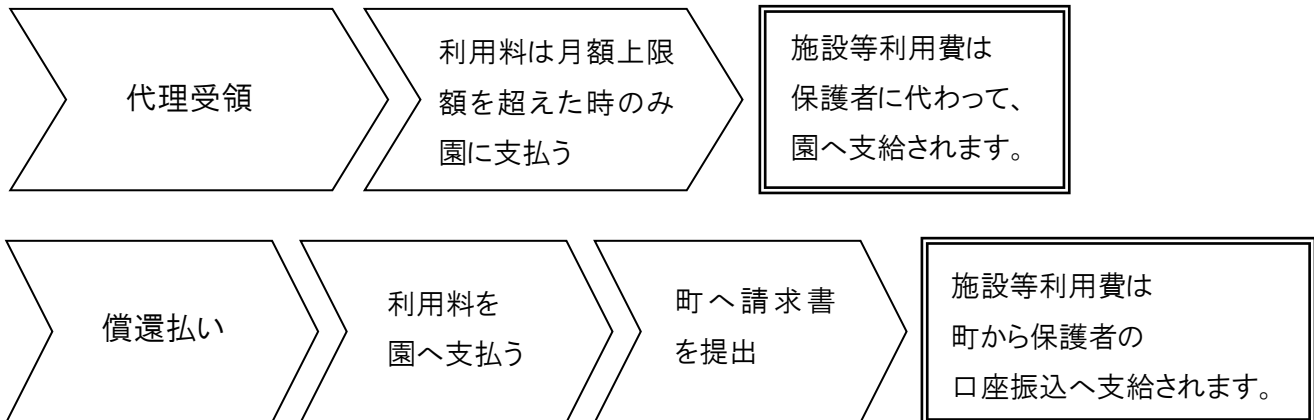 代理受領
利用料は月額上限
額を超えた時のみ
園に支払う
施設等利用費は
保護者に代わって、
園へ支給されます。
償還払い
利用料を
園へ支払う
町へ請求書
を提出
施設等利用費は
町から保護者の
口座振込へ支給されます。